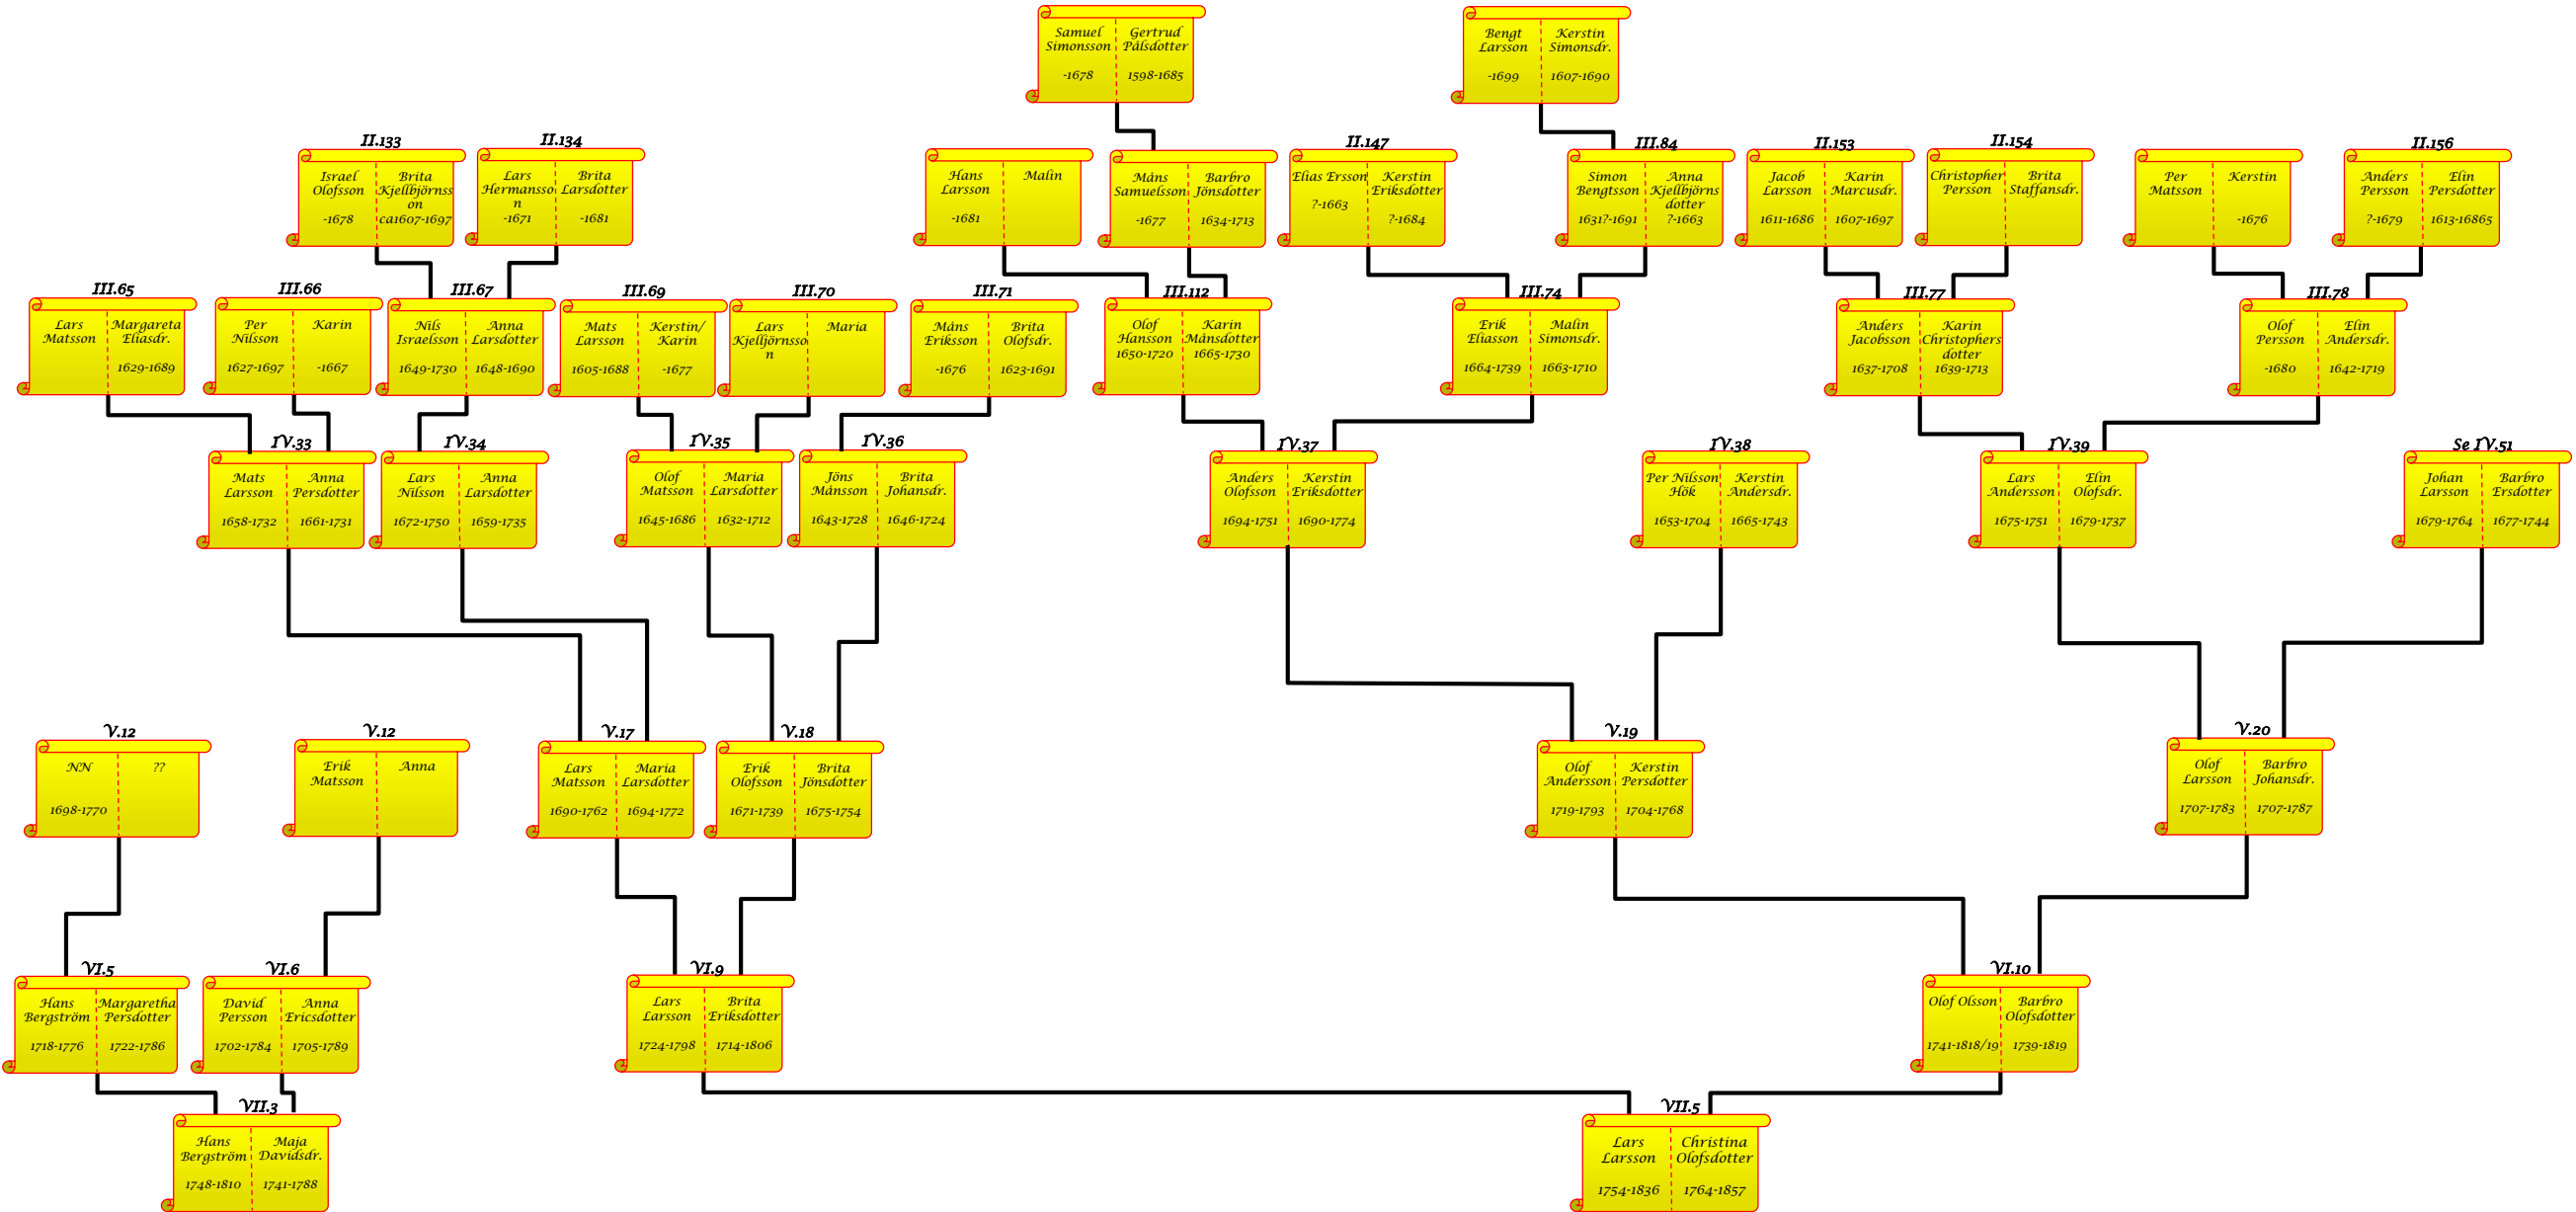 Samuel
Simonsson
-1678
Gertrud
Pålsdotter
1598-1685
Bengt
Larsson
-1699
Kerstin
Simonsdr.
1607-1690
II.133
Israel
Olofsson
-1678
Brita
Kjellbjörnss
on
ca1607-1697
II.134
Lars
Hermansso
n
-1671
Brita
Larsdotter
-1681
Hans
Larsson
-1681
Malin
Måns
Samuelsson
-1677
Barbro
Jönsdotter
1634-1713
II.147
Elias Ersson
?-1663
Kerstin
Eriksdotter
?-1684
III.84
Simon
Bengtsson
1631?-1691
Anna
Kjellbjörns
dotter
?-1663
II.153
Jacob
Larsson
1611-1686
Karin
Marcusdr.
1607-1697
II.154
Christopher
Persson
Brita
Staffansdr.
Per
Matsson
Kerstin
-1676
II.156
Anders
Persson
?-1679
Elin
Persdotter
1613-16865
III.65
Lars
Matsson
Margareta
Eliasdr.
1629-1689
III.66
Per
Nilsson
1627-1697
Karin
-1667
III.67
Nils
Israelsson
1649-1730
Anna
Larsdotter
1648-1690
III.69
Mats
Larsson
1605-1688
Kerstin/
Karin
-1677
III.70
Lars
Kjelljörnsso
n
Maria
III.71
Måns
Eriksson
-1676
Brita
Olofsdr.
1623-1691
III.112
Olof
Hansson
1650-1720
Karin
Månsdotter
1665-1730
III.74
Erik
Eliasson
1664-1739
Malin
Simonsdr.
1663-1710
III.77
Anders
Jacobsson
1637-1708
Karin
Christophers
dotter
1639-1713
III.78
Olof
Persson
-1680
Elin
Andersdr.
1642-1719
IV.33
Mats
Larsson
1658-1732
Anna
Persdotter
1661-1731
IV.34
Lars
Nilsson
1672-1750
Anna
Larsdotter
1659-1735
IV.35
Olof
Matsson
1645-1686
Maria
Larsdotter
1632-1712
IV.36
Jöns
Månsson
1643-1728
Brita
Johansdr.
1646-1724
IV.37
Anders
Olofsson
1694-1751
Kerstin
Eriksdotter
1690-1774
IV.38
Per Nilsson
Hök
1653-1704
Kerstin
Andersdr.
1665-1743
IV.39
Lars
Andersson
1675-1751
Elin
Olofsdr.
1679-1737
Se IV.51
Johan
Larsson
1679-1764
Barbro
Ersdotter
1677-1744
V.12
NN
1698-1770
??
V.12
Erik
Matsson
Anna
V.17
Lars
Matsson
1690-1762
Maria
Larsdotter
1694-1772
V.18
Erik
Olofsson
1671-1739
Brita
Jönsdotter
1675-1754
V.19
Olof
Andersson
1719-1793
Kerstin
Persdotter
1704-1768
V.20
Olof
Larsson
1707-1783
Barbro
Johansdr.
1707-1787
VI.5
Hans
Bergström
1718-1776
Margaretha
Persdotter
1722-1786
VI.6
David
Persson
1702-1784
Anna
Ericsdotter
1705-1789
VI.9
Lars
Larsson
1724-1798
Brita
Eriksdotter
1714-1806
VI.10
Olof Olsson
1741-1818/19
Barbro
Olofsdotter
1739-1819
VII.3
Hans
Bergström
1748-1810
Maja
Davidsdr.
1741-1788
VII.5
Lars
Larsson
1754-1836
Christina
Olofsdotter
1764-1857